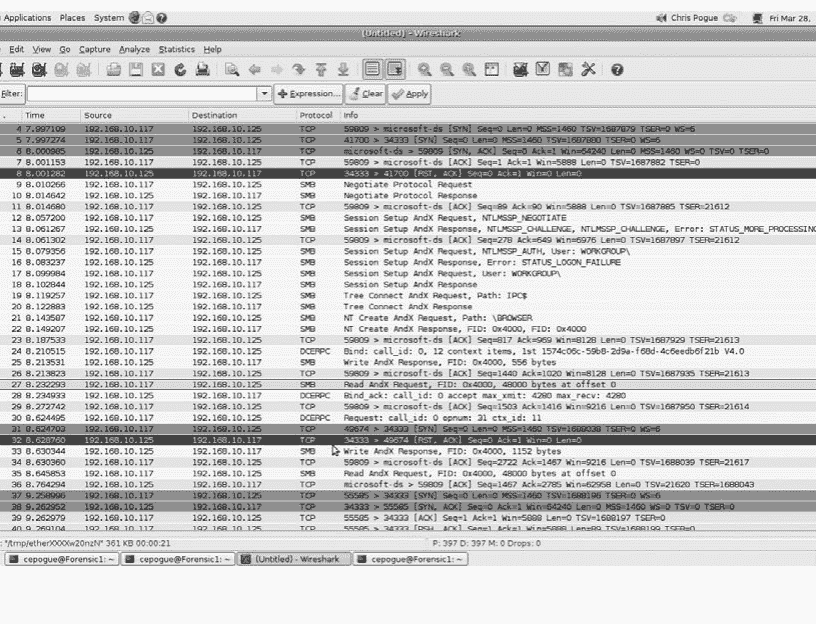 Applications Places System Chris Pogue Fri Mar 28,
(Untitled) - Wireshark
Edit View Go Capture Analyze Statistics Help
Filter: Expression... Clear Apply
. Time Source Destination Protocol Info
4 7.997109 192.168.10.117 192.168.10.125 TCP 59809 > microsoft-ds [SYN] Seq=0 Len=0 MSS=1460 TSV=1687879 TSER=0 WS=6
5 7.997274 192.168.10.117 192.168.10.125 TCP 41700 > 34333 [SYN] Seq=0 Len=0 MSS=1460 TSV=1687880 TSER=0 WS=6
6 8.000985 192.168.10.125 192.168.10.117 TCP microsoft-ds > 59809 [SYN, ACK] Seq=0 Ack=1 Win=64240 Len=0 MSS=1460 WS=0 TSV=0 TSER=0
7 8.001153 192.168.10.117 192.168.10.125 TCP 59809 > microsoft-ds [ACK] Seq=1 Ack=1 Win=5888 Len=0 TSV=1687882 TSER=0
8 8.001282 192.168.10.125 192.168.10.117 TCP 34333 > 41700 [RST, ACK] Seq=0 Ack=1 Win=0 Len=0
9 8.010266 192.168.10.117 192.168.10.125 SMB Negotiate Protocol Request
10 8.014642 192.168.10.125 192.168.10.117 SMB Negotiate Protocol Response
11 8.014680 192.168.10.117 192.168.10.125 TCP 59809 > microsoft-ds [ACK] Seq=89 Ack=90 Win=5888 Len=0 TSV=1687885 TSER=21612
12 8.057200 192.168.10.117 192.168.10.125 SMB Session Setup AndX Request, NTLMSSP_NEGOTIATE
13 8.061267 192.168.10.125 192.168.10.117 SMB Session Setup AndX Response, NTLMSSP_CHALLENGE, NTLMSSP_CHALLENGE, Error: STATUS_MORE_PROCESSING
14 8.061302 192.168.10.117 192.168.10.125 TCP 59809 > microsoft-ds [ACK] Seq=278 Ack=649 Win=6976 Len=0 TSV=1687897 TSER=21612
15 8.079356 192.168.10.117 192.168.10.125 SMB Session Setup AndX Request, NTLMSSP_AUTH, User: WORKGROUP\
16 8.083237 192.168.10.125 192.168.10.117 SMB Session Setup AndX Response, Error: STATUS_LOGON_FAILURE
17 8.099984 192.168.10.117 192.168.10.125 SMB Session Setup AndX Request, User: WORKGROUP\
18 8.102844 192.168.10.125 192.168.10.117 SMB Session Setup AndX Response
19 8.119257 192.168.10.117 192.168.10.125 SMB Tree Connect AndX Request, Path: IPC$
20 8.122883 192.168.10.125 192.168.10.117 SMB Tree Connect AndX Response
21 8.143587 192.168.10.117 192.168.10.125 SMB NT Create AndX Request, Path: \BROWSER
22 8.149207 192.168.10.125 192.168.10.117 SMB NT Create AndX Response, FID: 0x4000, FID: 0x4000
23 8.187533 192.168.10.117 192.168.10.125 TCP 59809 > microsoft-ds [ACK] Seq=817 Ack=969 Win=8128 Len=0 TSV=1687929 TSER=21613
24 8.210515 192.168.10.117 192.168.10.125 DCERPC Bind: call_id: 0, 12 context items, 1st 1574c06c-59b8-2d9a-f68d-4c6eedb6f21b V4.0
25 8.213531 192.168.10.125 192.168.10.117 SMB Write AndX Response, FID: 0x4000, 556 bytes
26 8.213823 192.168.10.117 192.168.10.125 TCP 59809 > microsoft-ds [ACK] Seq=1440 Ack=1020 Win=8128 Len=0 TSV=1687935 TSER=21613
27 8.232293 192.168.10.117 192.168.10.125 SMB Read AndX Request, FID: 0x4000, 48000 bytes at offset 0
28 8.234933 192.168.10.125 192.168.10.117 DCERPC Bind_ack: call_id: 0 accept max_xmit: 4280 max_recv: 4280
29 8.272742 192.168.10.117 192.168.10.125 TCP 59809 > microsoft-ds [ACK] Seq=1503 Ack=1416 Win=9216 Len=0 TSV=1687950 TSER=21614
30 8.624495 192.168.10.117 192.168.10.125 DCERPC Request: call_id: 0 opnum: 31 ctx_id: 11
31 8.624703 192.168.10.117 192.168.10.125 TCP 49674 > 34333 [SYN] Seq=0 Len=0 MSS=1460 TSV=1688038 TSER=0 WS=6
32 8.628760 192.168.10.125 192.168.10.117 TCP 34333 > 49674 [RST, ACK] Seq=0 Ack=1 Win=0 Len=0
33 8.630344 192.168.10.125 192.168.10.117 SMB Write AndX Response, FID: 0x4000, 1152 bytes
34 8.630360 192.168.10.117 192.168.10.125 TCP 59809 > microsoft-ds [ACK] Seq=2722 Ack=1467 Win=9216 Len=0 TSV=1688039 TSER=21617
35 8.645853 192.168.10.117 192.168.10.125 SMB Read AndX Request, FID: 0x4000, 48000 bytes at offset 0
36 8.764294 192.168.10.125 192.168.10.117 TCP microsoft-ds > 59809 [ACK] Seq=1467 Ack=2785 Win=62958 Len=0 TSV=21620 TSER=1688043
37 9.258996 192.168.10.117 192.168.10.125 TCP 55585 > 34333 [SYN] Seq=0 Len=0 MSS=1460 TSV=1688196 TSER=0 WS=6
38 9.262952 192.168.10.125 192.168.10.117 TCP 34333 > 55585 [SYN, ACK] Seq=0 Ack=1 Win=64240 Len=0 MSS=1460 WS=0 TSV=0 TSER=0
39 9.262979 192.168.10.117 192.168.10.125 TCP 55585 > 34333 [ACK] Seq=1 Ack=1 Win=5888 Len=0 TSV=1688197 TSER=0
"/tmp/etherXXXXw20nzN" 361 KB 00:00:21 P: 397 D: 397 M: 0 Drops: 0
cepogue@Forensic1: ~ cepogue@Forensic1: ~ (Untitled) - Wireshark cepogue@Forensic1: ~